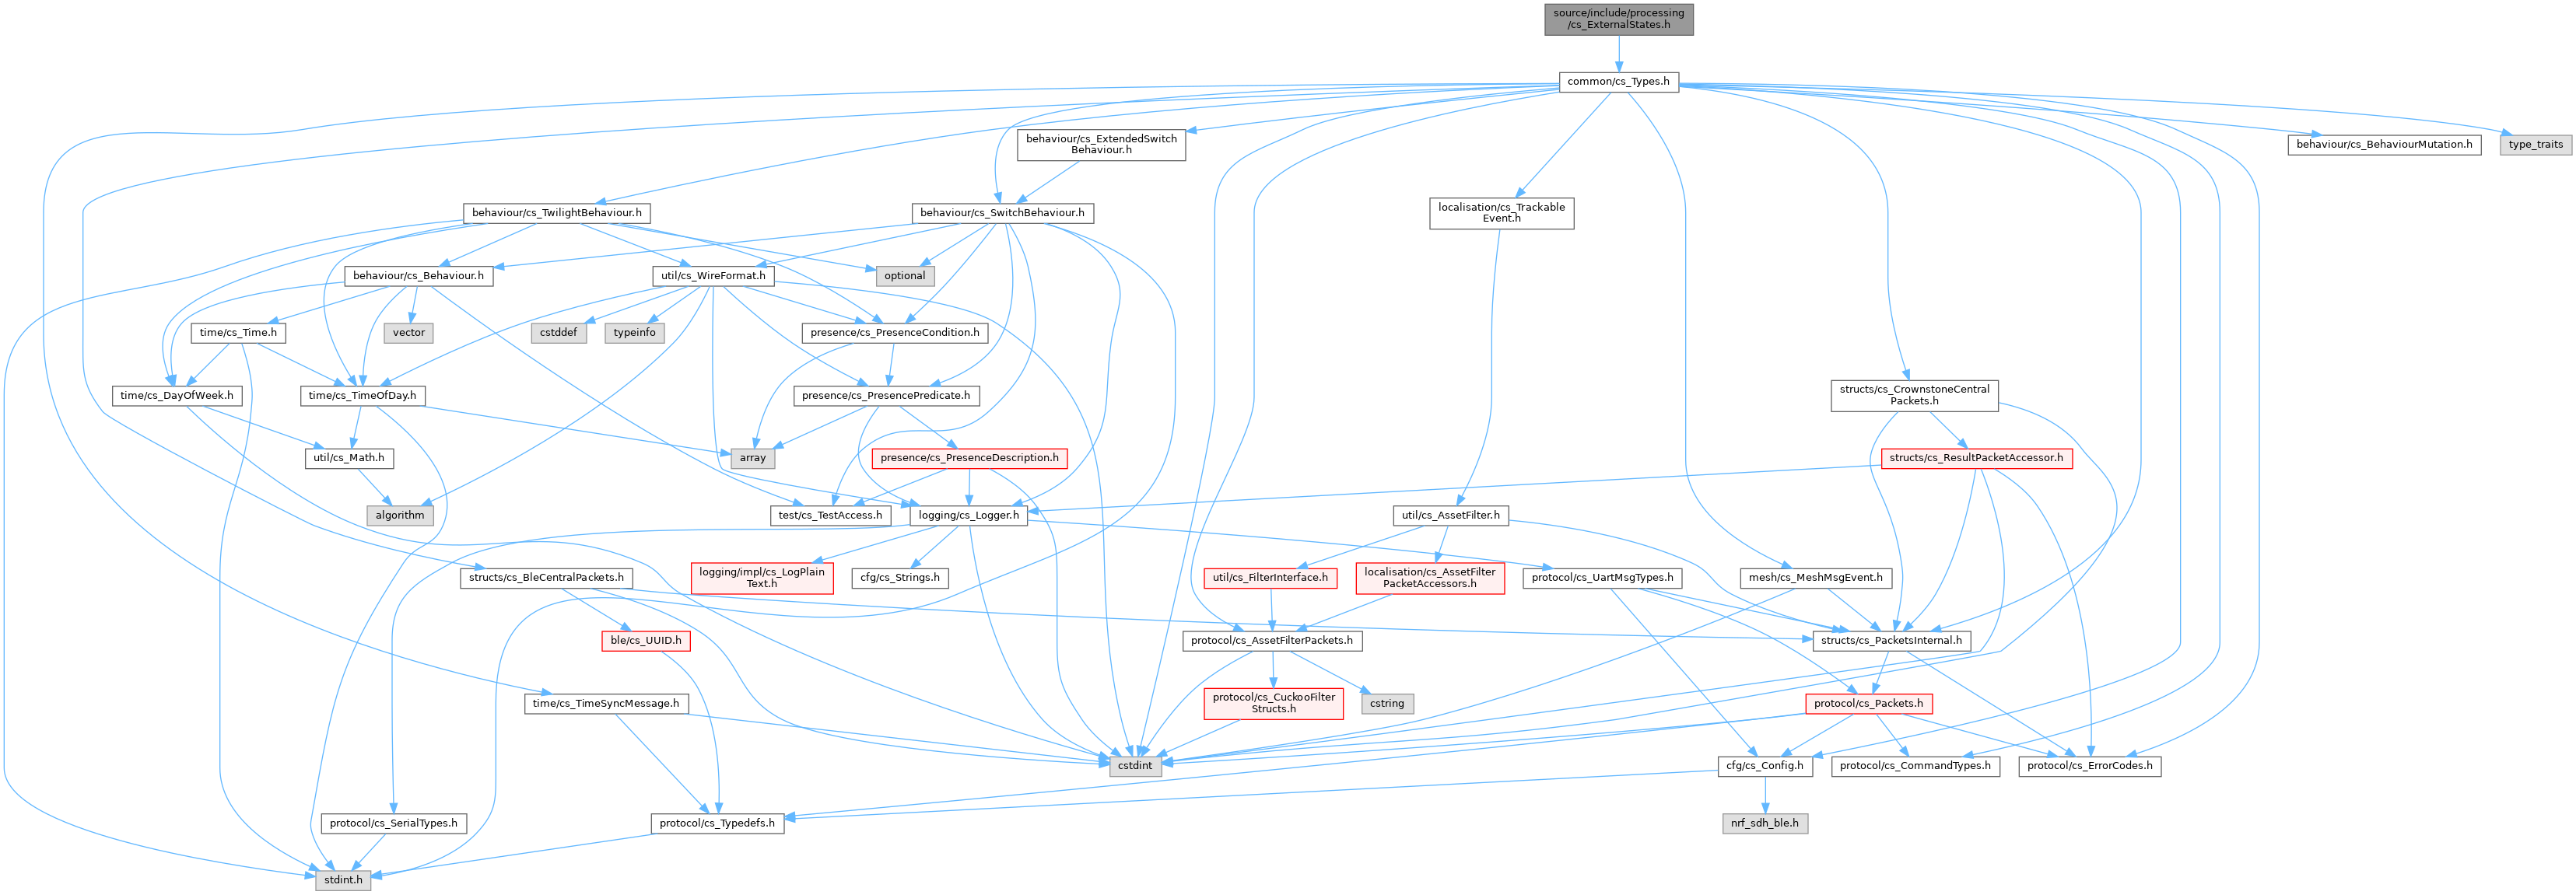 source/include/processing
/cs_ExternalStates.h
common/cs_Types.h
behaviour/cs_ExtendedSwitch
Behaviour.h
behaviour/cs_BehaviourMutation.h
type_traits
behaviour/cs_TwilightBehaviour.h
behaviour/cs_SwitchBehaviour.h
localisation/cs_Trackable
Event.h
behaviour/cs_Behaviour.h
util/cs_WireFormat.h
optional
time/cs_Time.h
vector
cstddef
typeinfo
presence/cs_PresenceCondition.h
time/cs_DayOfWeek.h
time/cs_TimeOfDay.h
presence/cs_PresencePredicate.h
structs/cs_CrownstoneCentral
Packets.h
util/cs_Math.h
array
presence/cs_PresenceDescription.h
structs/cs_ResultPacketAccessor.h
algorithm
test/cs_TestAccess.h
logging/cs_Logger.h
util/cs_AssetFilter.h
structs/cs_BleCentralPackets.h
logging/impl/cs_LogPlain
Text.h
cfg/cs_Strings.h
util/cs_FilterInterface.h
localisation/cs_AssetFilter
PacketAccessors.h
protocol/cs_UartMsgTypes.h
mesh/cs_MeshMsgEvent.h
ble/cs_UUID.h
protocol/cs_AssetFilterPackets.h
structs/cs_PacketsInternal.h
time/cs_TimeSyncMessage.h
protocol/cs_CuckooFilter
Structs.h
cstring
protocol/cs_Packets.h
cstdint
cfg/cs_Config.h
protocol/cs_CommandTypes.h
protocol/cs_ErrorCodes.h
protocol/cs_SerialTypes.h
protocol/cs_Typedefs.h
nrf_sdh_ble.h
stdint.h